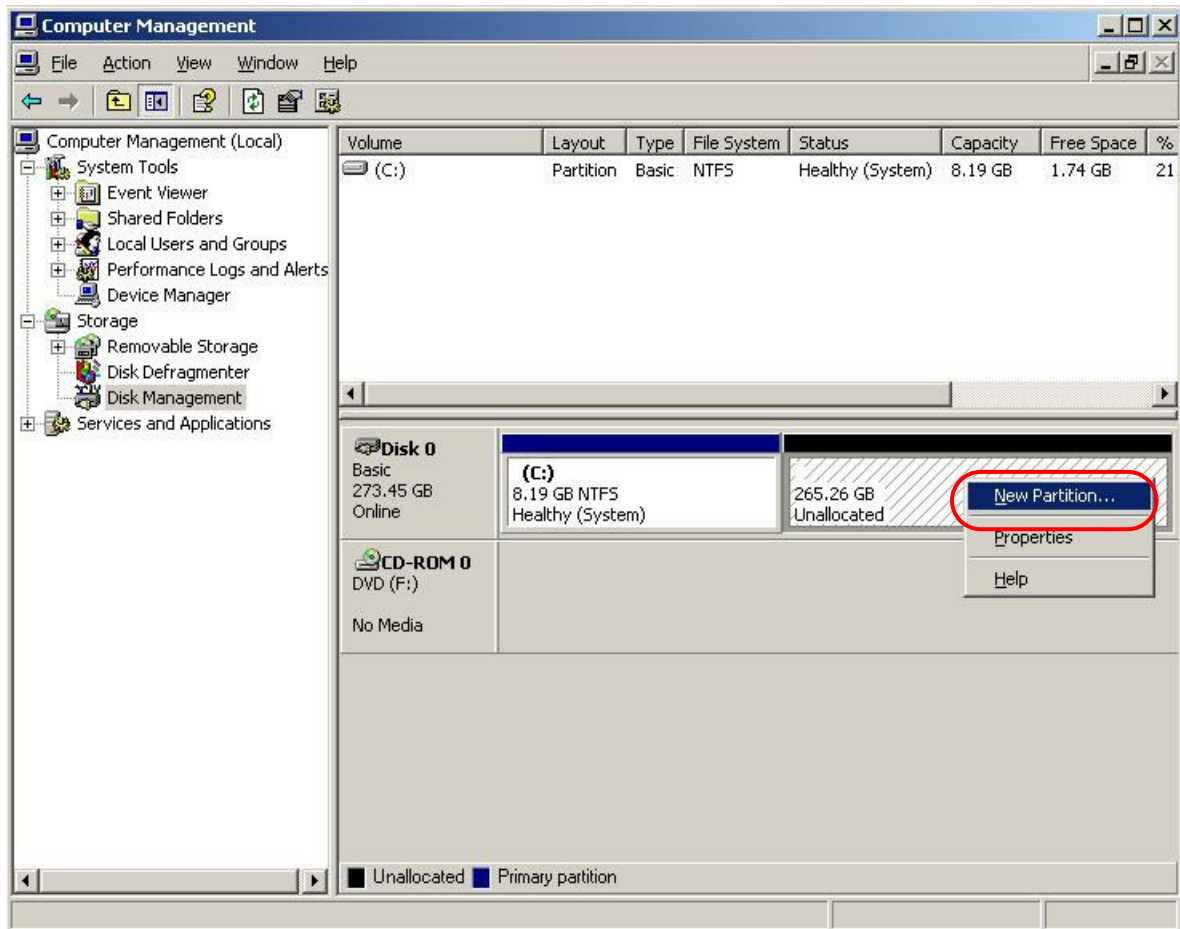 Computer Management
File Action View Window Help
Computer Management (Local)
System Tools
Event Viewer
Shared Folders
Local Users and Groups
Performance Logs and Alerts
Device Manager
Storage
Removable Storage
Disk Defragmenter
Disk Management
Services and Applications
Volume Layout Type File System Status Capacity Free Space %
(C:) Partition Basic NTFS Healthy (System) 8.19 GB 1.74 GB 21
Disk 0
Basic
273.45 GB
Online
(C:)
8.19 GB NTFS
Healthy (System)
265.26 GB
Unallocated
New Partition...
Properties
Help
CD-ROM 0
DVD (F:)
No Media
Unallocated Primary partition